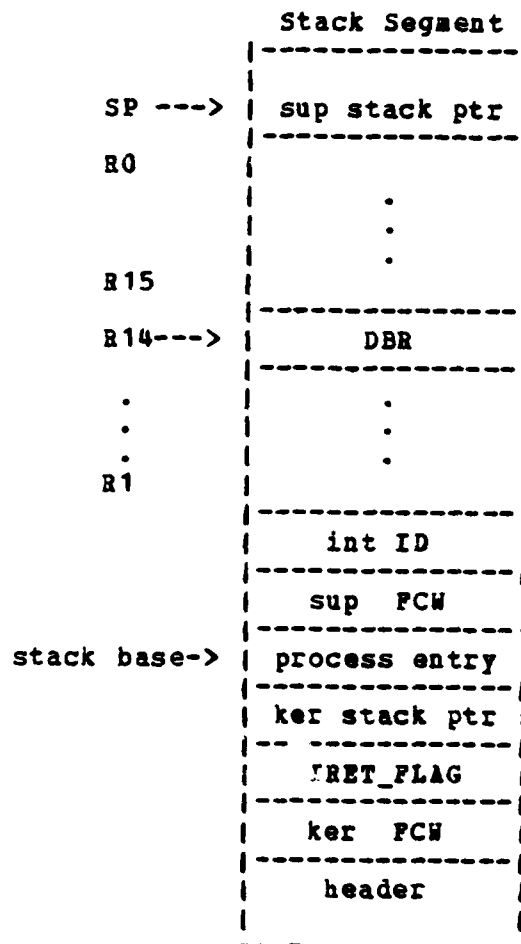 Stack Segment
SP ---> sup stack ptr
R0
R15
R14---> DBR
R1
int ID
sup FCW
stack base-> process entry
ker stack ptr
IRET_FLAG
ker FCW
header